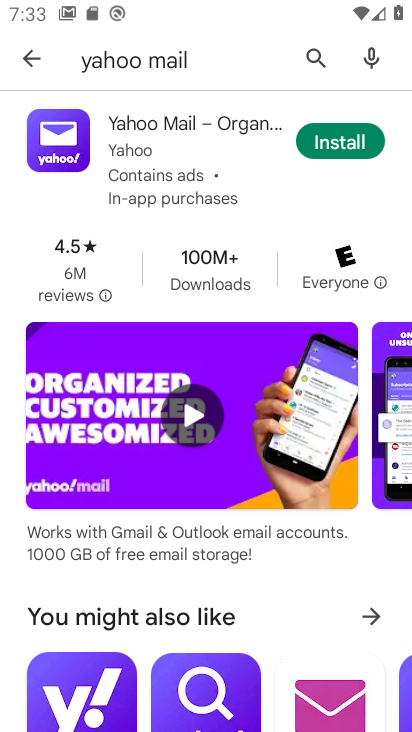 7:33
yahoo mail
yahoo!
Yahoo Mail – Organ...
Yahoo
Contains ads •
In-app purchases
Install
4.5★
6M
reviews
100M+
Downloads
E
Everyone
ORGANIZED
CUSTOMIZED
AWESOMIZED
yahoo!mail
Works with Gmail & Outlook email accounts.
1000 GB of free email storage!
You might also like
y!